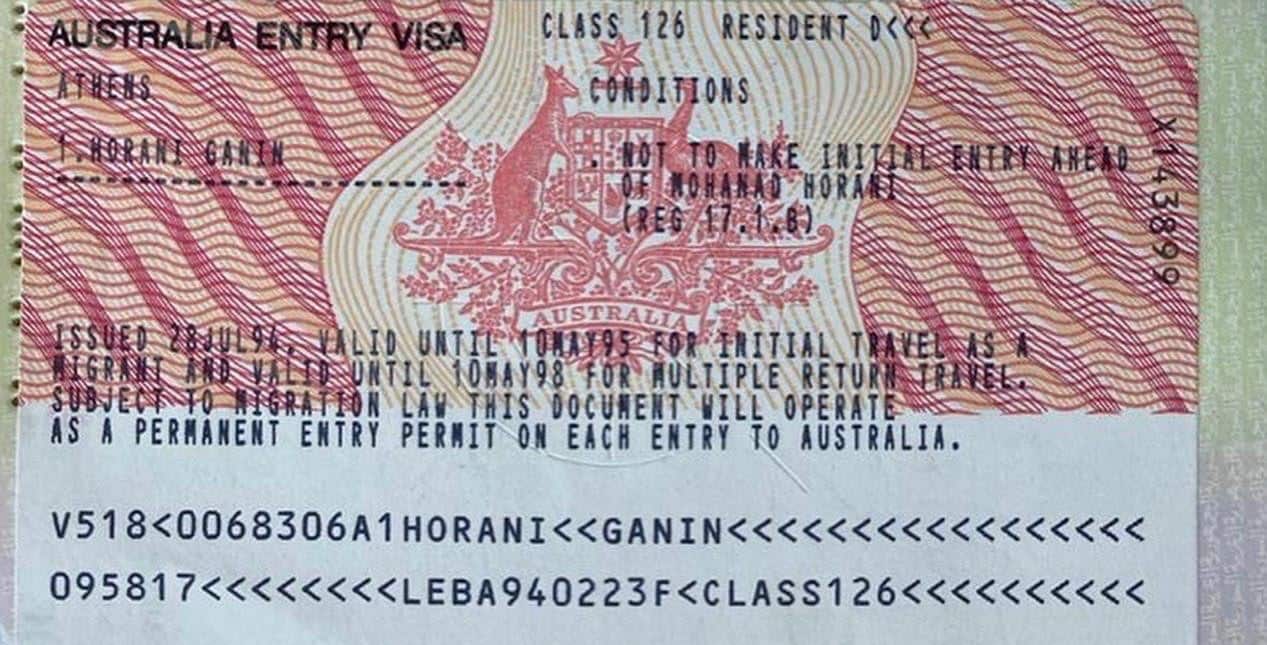 AUSTRALIA ENTRY VISA
CLASS 126 RESIDENT D<<<
ATHENS
CONDITIONS
1.HORANI GANIN
-------------------------
. NOT TO MAKE INITIAL ENTRY AHEAD
OF MOHANAD HORANI
(REG 17.1.B)
X143899
AUSTRALIA
ISSUED 28JUL94. VALID UNTIL 10MAY95 FOR INITIAL TRAVEL AS A
MIGRANT AND VALID UNTIL 10MAY98 FOR MULTIPLE RETURN TRAVEL.
SUBJECT TO MIGRATION LAW THIS DOCUMENT WILL OPERATE
AS A PERMANENT ENTRY PERMIT ON EACH ENTRY TO AUSTRALIA.
V518<0068306A1HORANI<<GANIN<<<<<<<<<<<<<<<<<
095817<<<<<<<<LEBA940223F<CLASS126<<<<<<<<<<